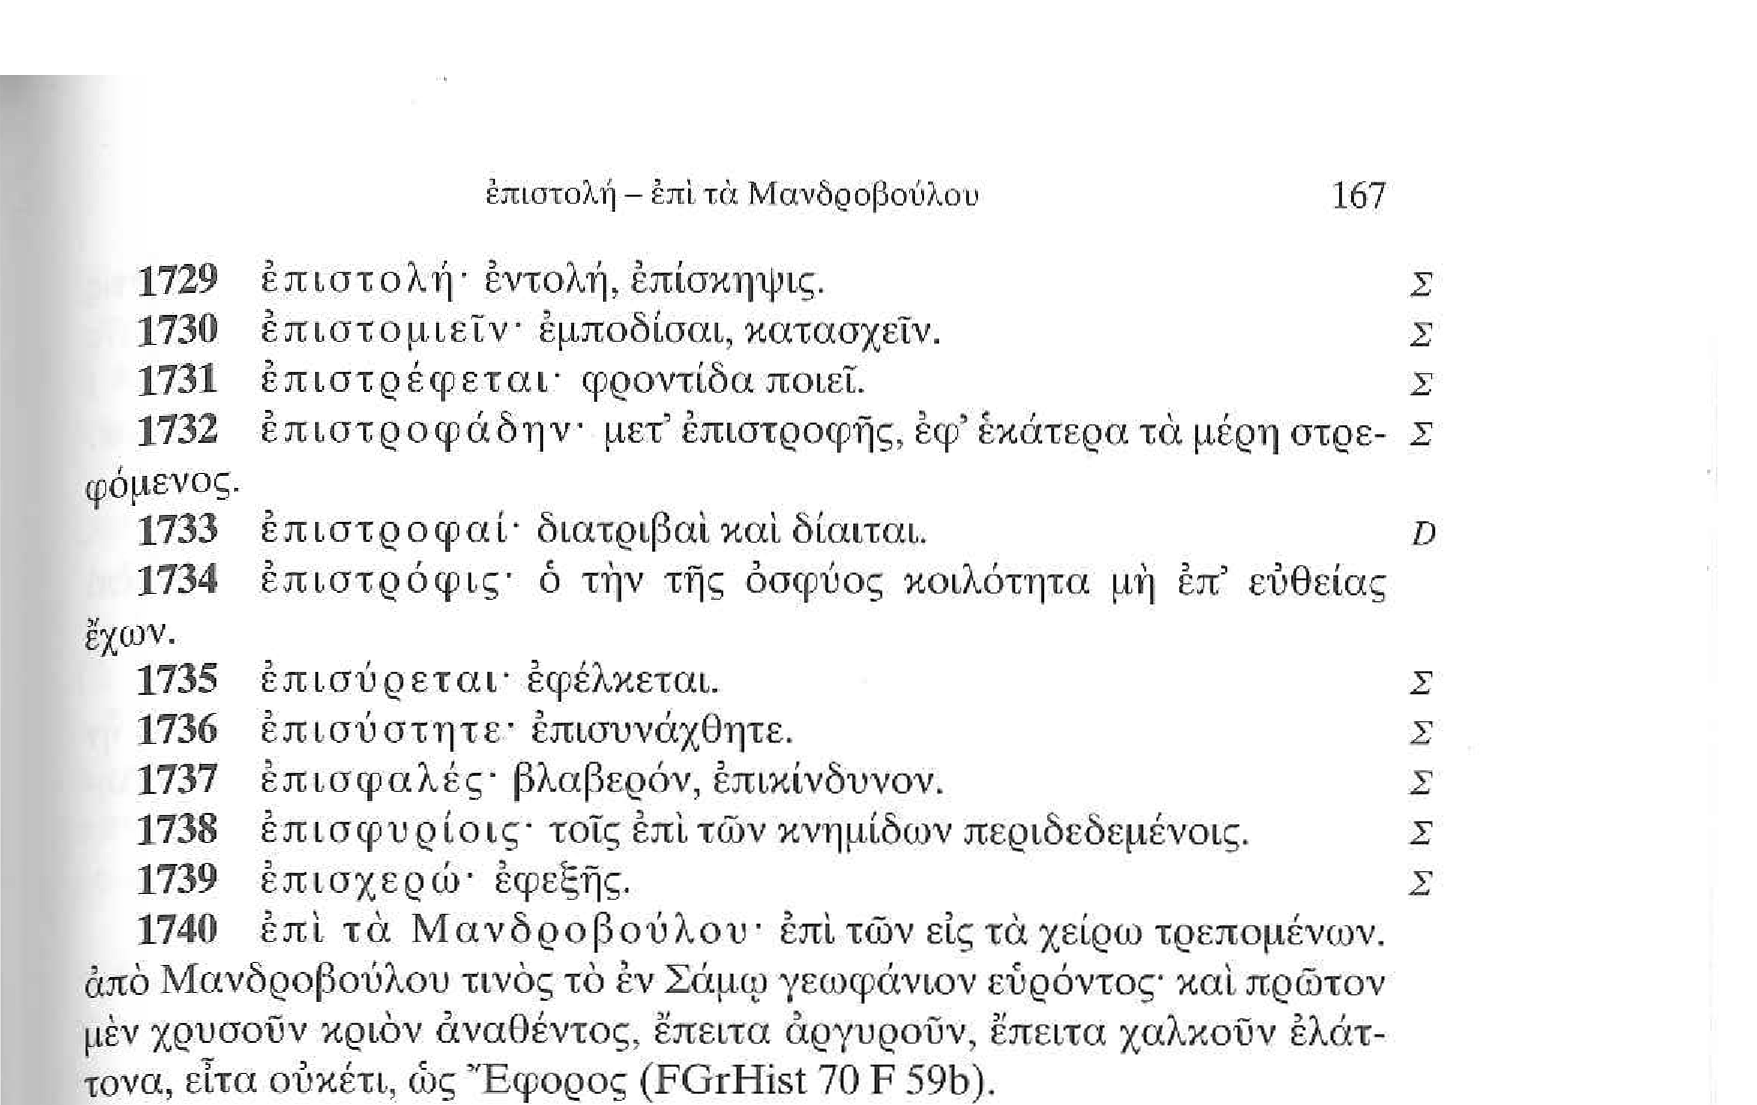 ἐπιστολή – ἐπὶ τὰ Μανδροβούλου 167
1729 ἐπιστολή· ἐντολή, ἐπίσκηψις. Σ
1730 ἐπιστομιεῖν· ἐμποδίσαι, κατασχεῖν. Σ
1731 ἐπιστρέφεται· φροντίδα ποιεῖ. Σ
1732 ἐπιστροφάδην· μετ’ ἐπιστροφῆς, ἐφ’ ἑκάτερα τὰ μέρη στρε- Σ
φόμενος.
1733 ἐπιστροφαί· διατριβαὶ καὶ δίαιται. D
1734 ἐπιστρόφις· ὁ τὴν τῆς ὀσφύος κοιλότητα μὴ ἐπ’ εὐθείας
ἔχων.
1735 ἐπισύρεται· ἐφέλκεται. Σ
1736 ἐπισύστητε· ἐπισυνάχθητε. Σ
1737 ἐπισφαλές· βλαβερόν, ἐπικίνδυνον. Σ
1738 ἐπισφυρίοις· τοῖς ἐπὶ τῶν κνημίδων περιδεδεμένοις. Σ
1739 ἐπισχερώ· ἐφεξῆς. Σ
1740 ἐπὶ τὰ Μανδροβούλου· ἐπὶ τῶν εἰς τὰ χείρω τρεπομένων.
ἀπὸ Μανδροβούλου τινὸς τὸ ἐν Σάμῳ γεωφάνιον εὑρόντος· καὶ πρῶτον
μὲν χρυσοῦν κριὸν ἀναθέντος, ἔπειτα ἀργυροῦν, ἔπειτα χαλκοῦν ἐλάτ-
τονα, εἶτα οὐκέτι, ὡς Ἔφορος (FGrHist 70 F 59b).